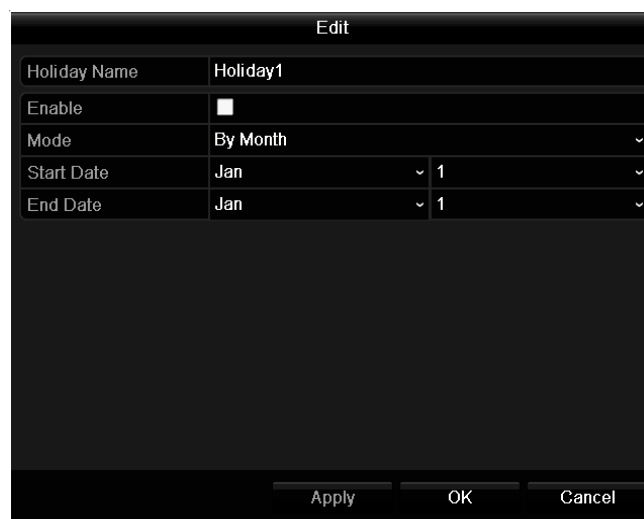 Edit
Holiday Name Holiday1
Enable
Mode By Month
Start Date Jan 1
End Date Jan 1
Apply OK Cancel